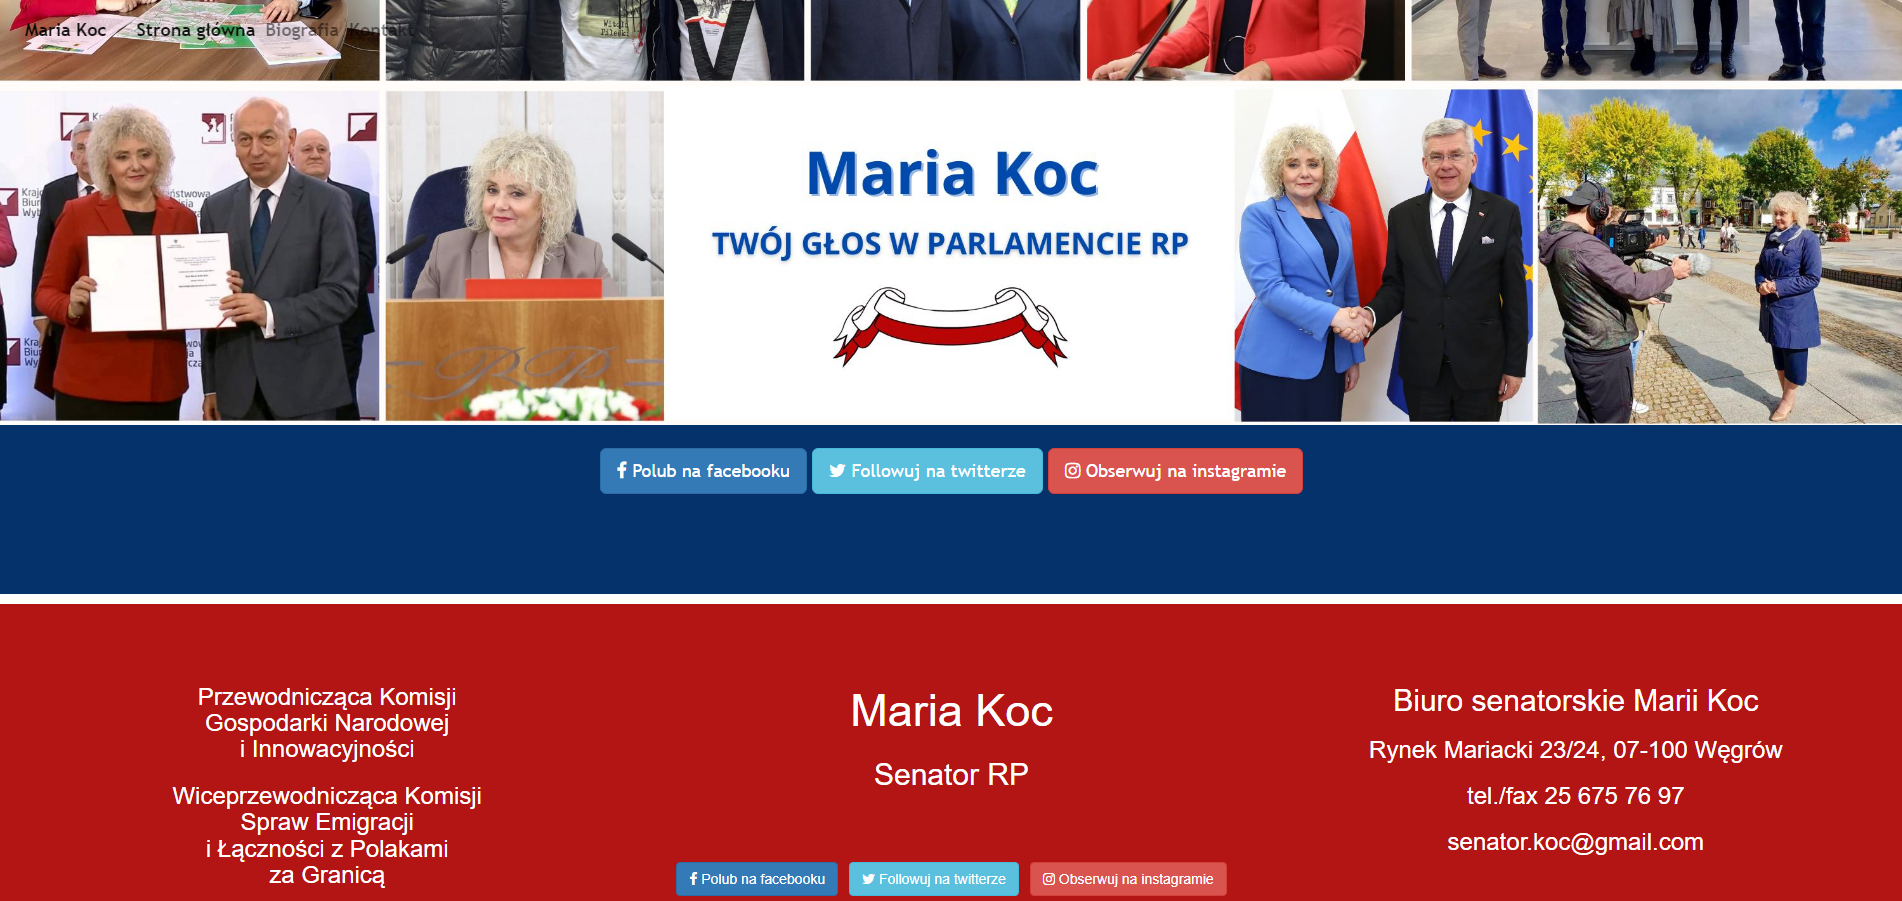 Maria Koc
Strona główna
Biografia
Kontakt
Witold
Pilecki
Maria Koc
TWÓJ GŁOS W PARLAMENCIE RP
RP
Polub na facebooku
Followuj na twitterze
Obserwuj na instagramie
Przewodnicząca Komisji
Gospodarki Narodowej
i Innowacyjności
Wiceprzewodnicząca Komisji
Spraw Emigracji
i Łączności z Polakami
za Granicą
Maria Koc
Senator RP
Polub na facebooku
Followuj na twitterze
Obserwuj na instagramie
Biuro senatorskie Marii Koc
Rynek Mariacki 23/24, 07-100 Węgrów
tel./fax 25 675 76 97
senator.koc@gmail.com